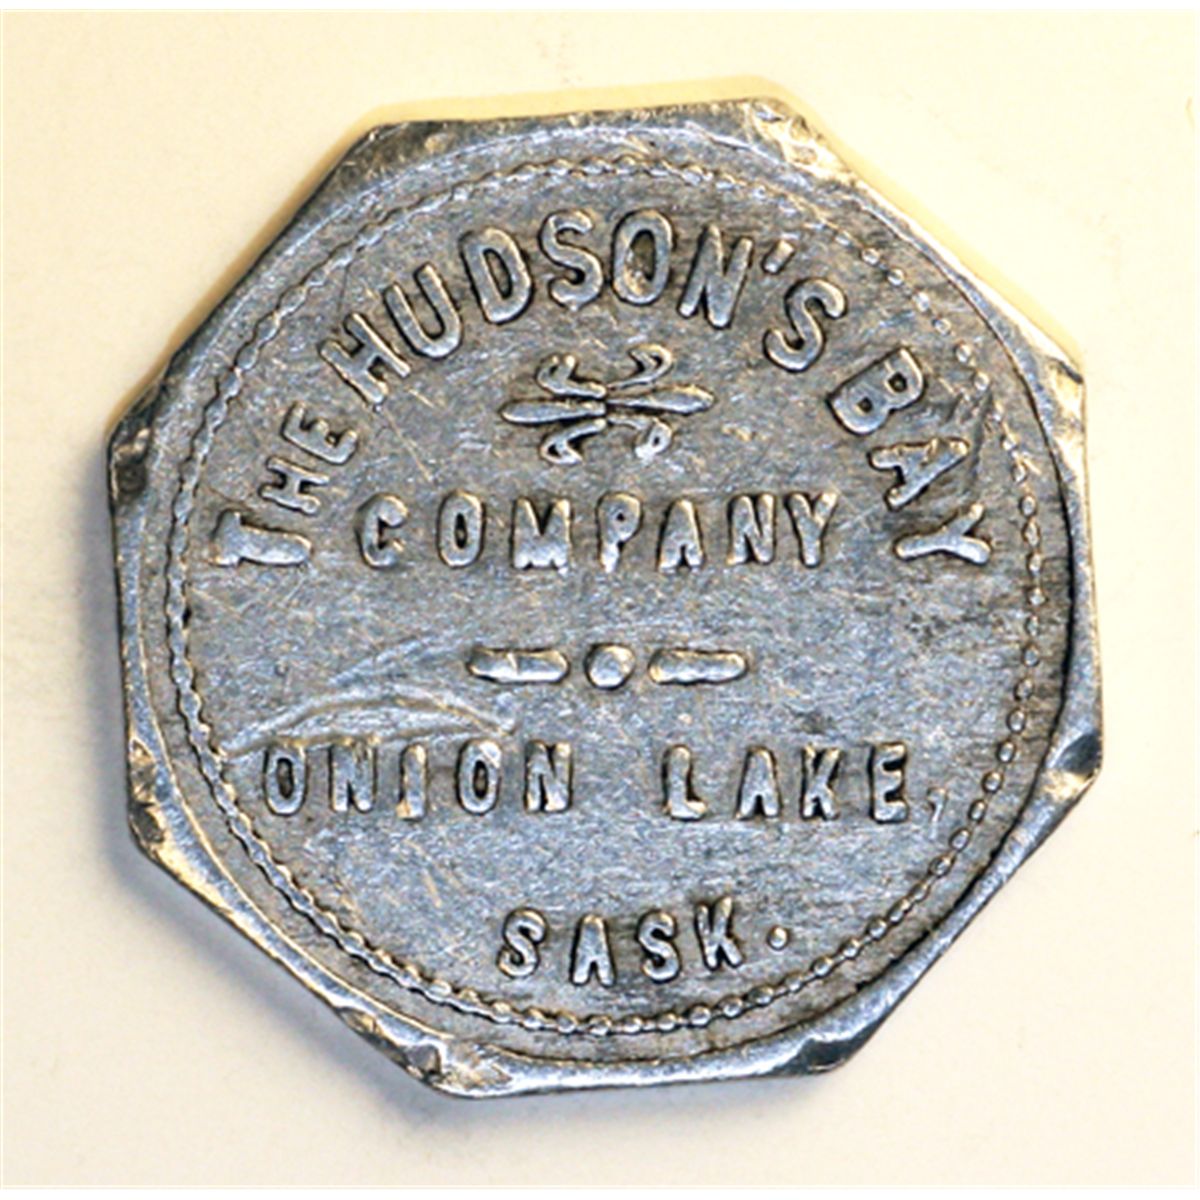 THE HUDSON'S BAY
COMPANY
ONION LAKE,
SASK.